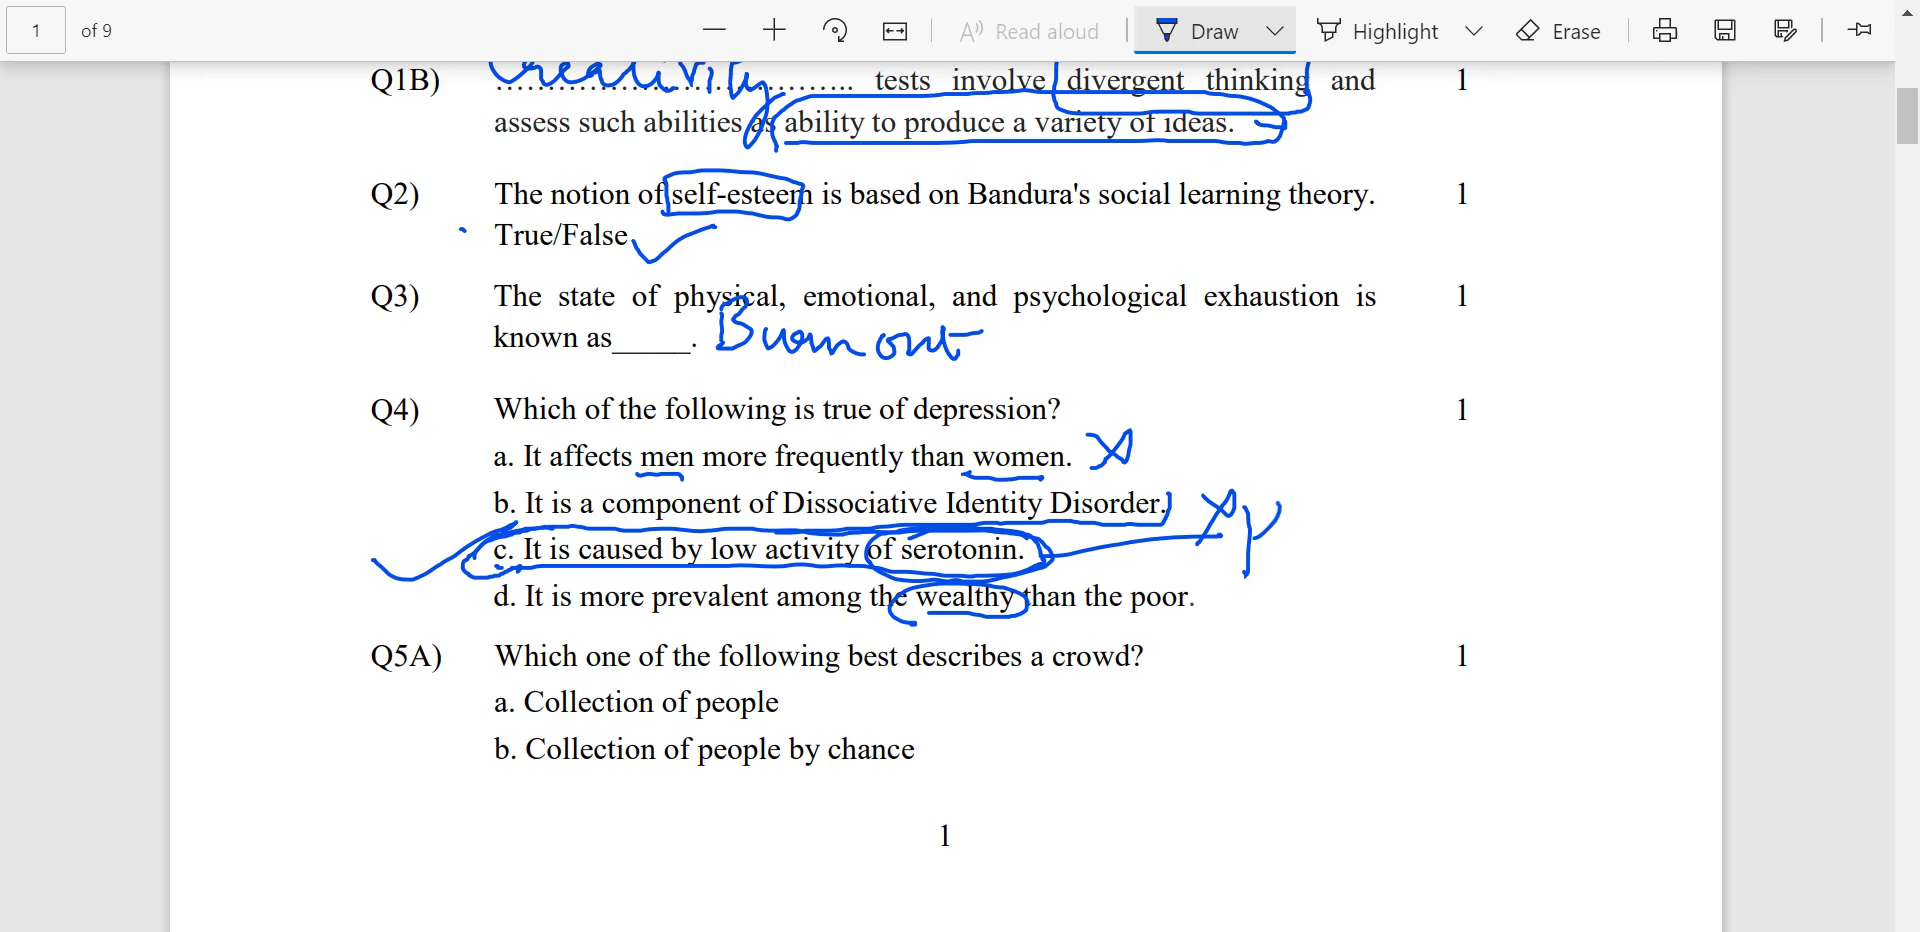 1 of 9 Read aloud Draw Highlight Erase
Q1B) Creativity ................................... tests involve divergent thinking and 1
assess such abilities as ability to produce a variety of ideas.
Q2) The notion of self-esteem is based on Bandura's social learning theory. 1
True/False
Q3) The state of physical, emotional, and psychological exhaustion is 1
known as_____. Burn out
Q4) Which of the following is true of depression? 1
a. It affects men more frequently than women.
b. It is a component of Dissociative Identity Disorder.
c. It is caused by low activity of serotonin.
d. It is more prevalent among the wealthy than the poor.
Q5A) Which one of the following best describes a crowd? 1
a. Collection of people
b. Collection of people by chance
1